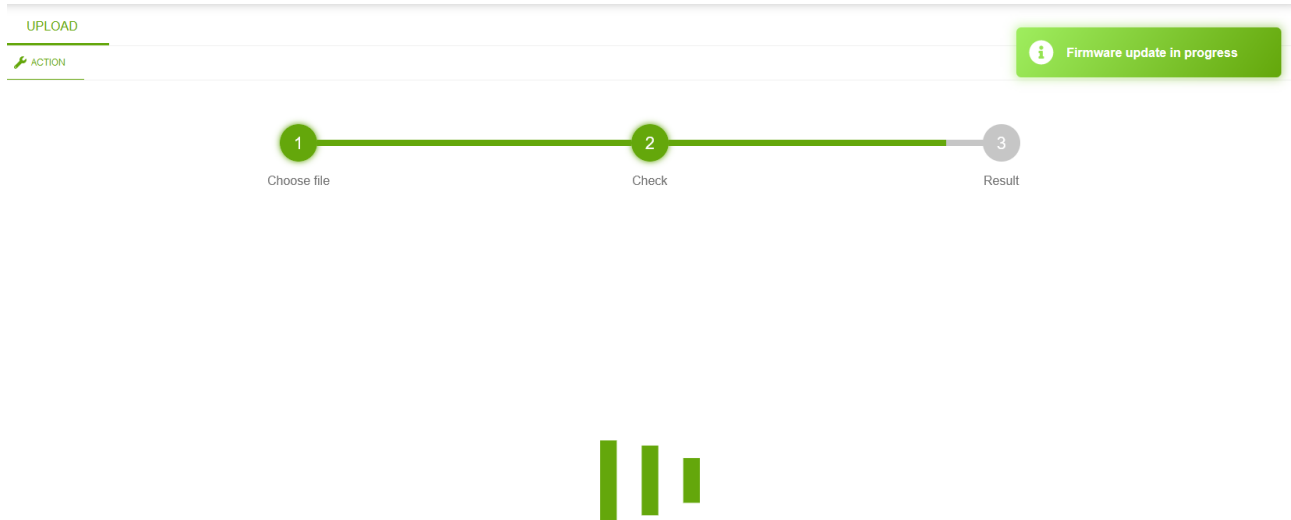 UPLOAD
ACTION
Firmware update in progress
1
2
3
Choose file
Check
Result